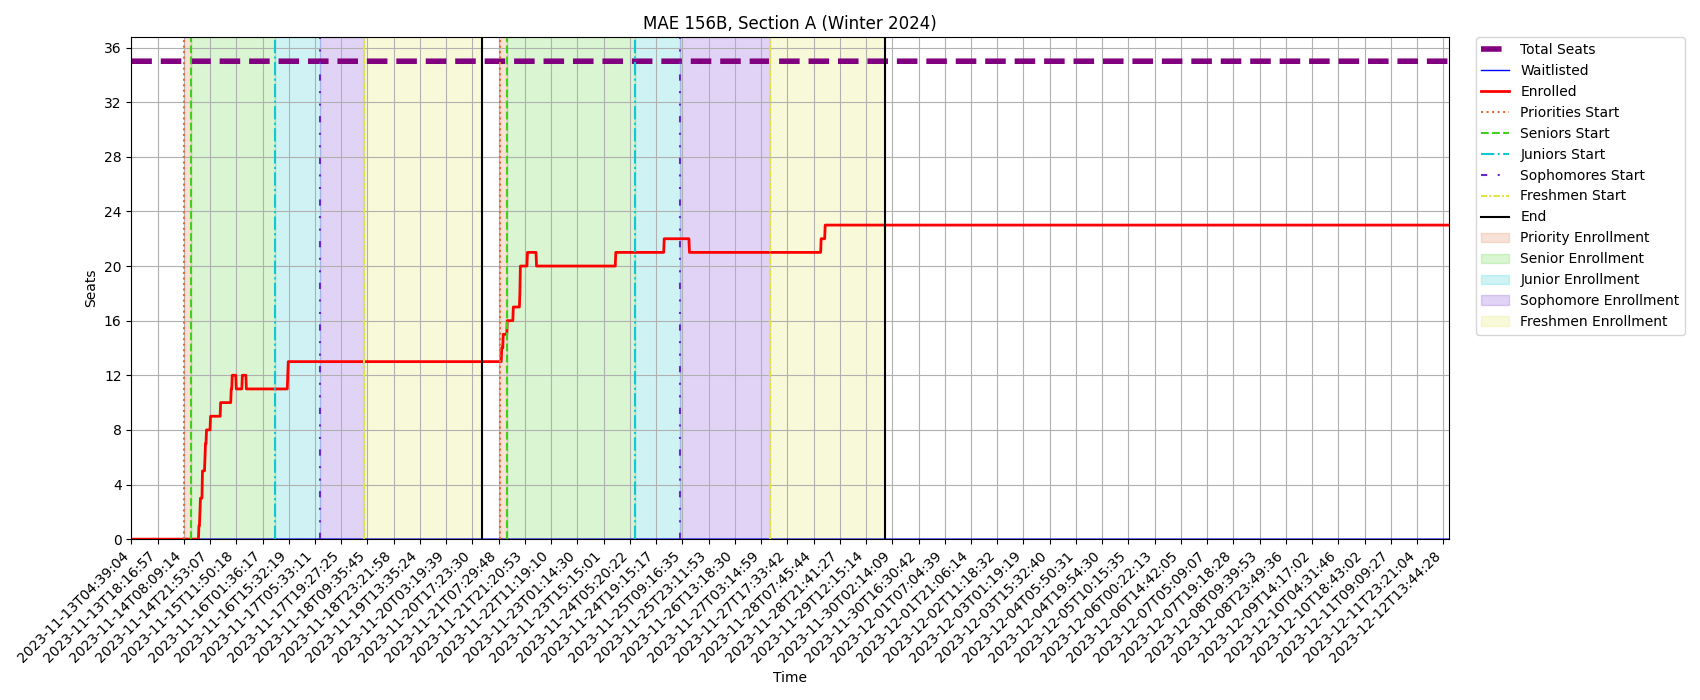 MAE 156B, Section A (Winter 2024)
Seats
36
32
28
24
20
16
12
8
4
0
2023-11-13T04:39:04
2023-11-13T18:16:57
2023-11-14T08:09:14
2023-11-14T21:53:07
2023-11-15T11:50:18
2023-11-16T01:36:17
2023-11-16T15:32:19
2023-11-17T05:33:11
2023-11-17T19:27:25
2023-11-18T09:35:45
2023-11-18T23:21:58
2023-11-19T13:35:24
2023-11-20T03:19:39
2023-11-20T17:23:30
2023-11-21T07:29:48
2023-11-21T21:20:53
2023-11-22T11:19:10
2023-11-23T01:14:30
2023-11-23T15:15:01
2023-11-24T05:20:22
2023-11-24T19:15:17
2023-11-25T09:16:35
2023-11-25T23:11:53
2023-11-26T13:18:30
2023-11-27T03:14:59
2023-11-27T17:33:42
2023-11-28T07:45:44
2023-11-28T21:41:27
2023-11-29T12:15:14
2023-11-30T02:14:09
2023-11-30T16:30:42
2023-12-01T07:04:39
2023-12-01T21:06:14
2023-12-02T11:18:32
2023-12-03T01:19:19
2023-12-03T15:32:40
2023-12-04T05:50:31
2023-12-04T19:54:30
2023-12-05T10:15:35
2023-12-06T00:22:13
2023-12-06T14:42:05
2023-12-07T05:09:07
2023-12-07T19:18:28
2023-12-08T09:39:53
2023-12-08T23:49:36
2023-12-09T14:17:02
2023-12-10T04:31:46
2023-12-10T18:43:02
2023-12-11T09:09:27
2023-12-11T23:21:04
2023-12-12T13:44:28
Time
Total Seats
Waitlisted
Enrolled
Priorities Start
Seniors Start
Juniors Start
Sophomores Start
Freshmen Start
End
Priority Enrollment
Senior Enrollment
Junior Enrollment
Sophomore Enrollment
Freshmen Enrollment